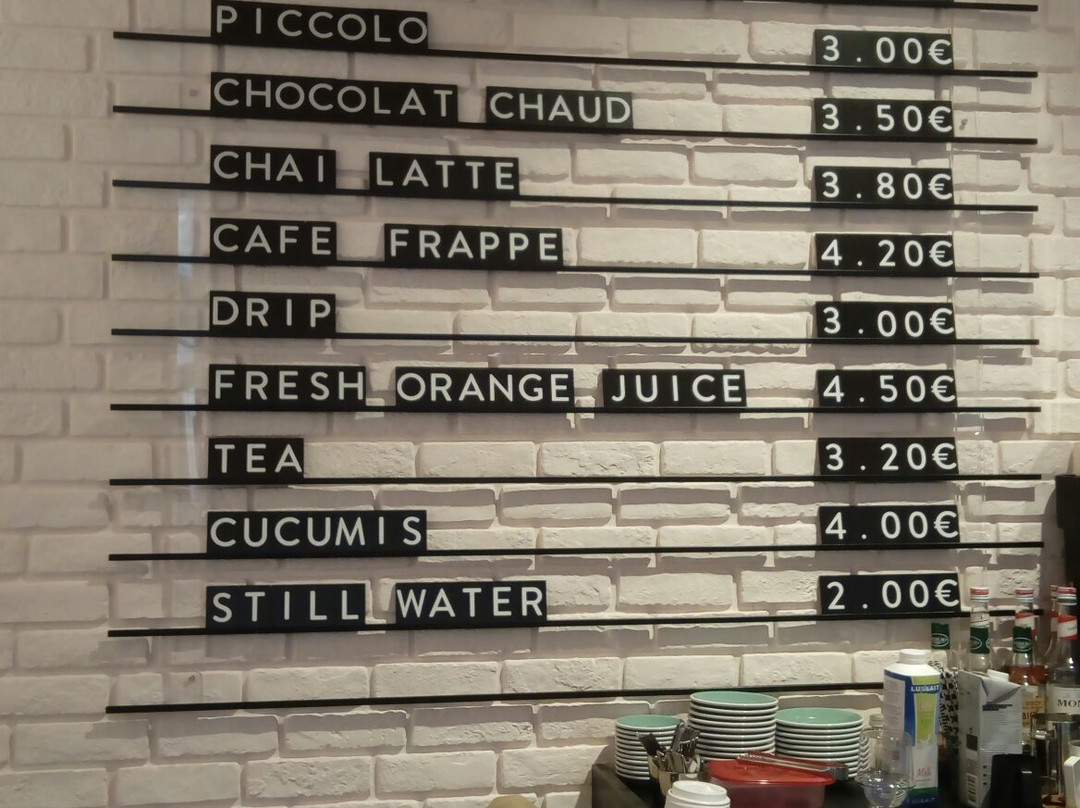 PICCOLO 3.00€
CHOCOLAT CHAUD 3.50€
CHAI LATTE 3.80€
CAFE FRAPPE 4.20€
DRIP 3.00€
FRESH ORANGE JUICE 4.50€
TEA 3.20€
CUCUMIS 4.00€
STILL WATER 2.00€
LUXLAIT